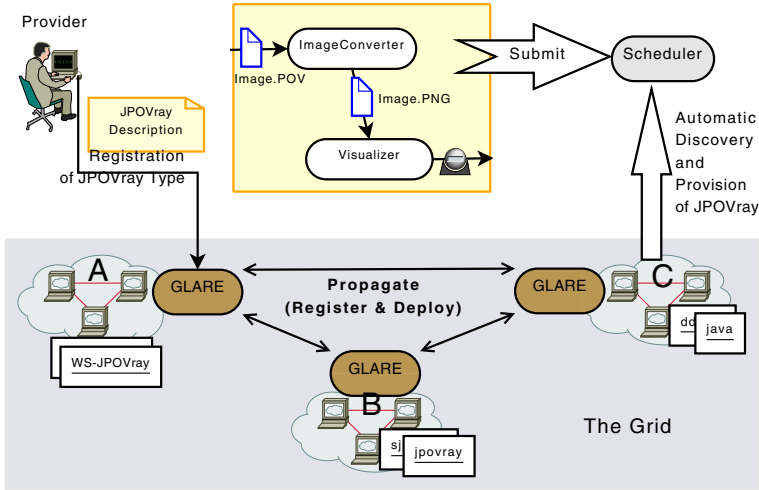 Provider
JPOVray
Description
Registration
of JPOVray Type
ImageConverter
Image.POV
Image.PNG
Visualizer
Submit
Scheduler
Automatic
Discovery
and
Provision
of JPOVray
A
GLARE
WS-JPOVray
Propagate
(Register & Deploy)
GLARE
C
java
GLARE
B
jpovray
The Grid